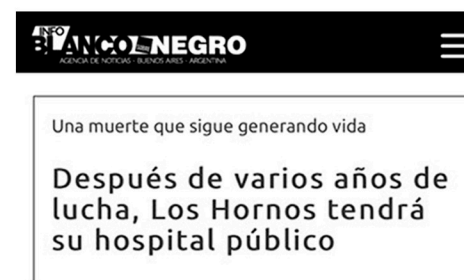 INFO
BLANCO EN NEGRO
AGENCIA DE NOTICIAS - BUENOS AIRES - ARGENTINA
Una muerte que sigue generando vida
Después de varios años de
lucha, Los Hornos tendrá
su hospital público